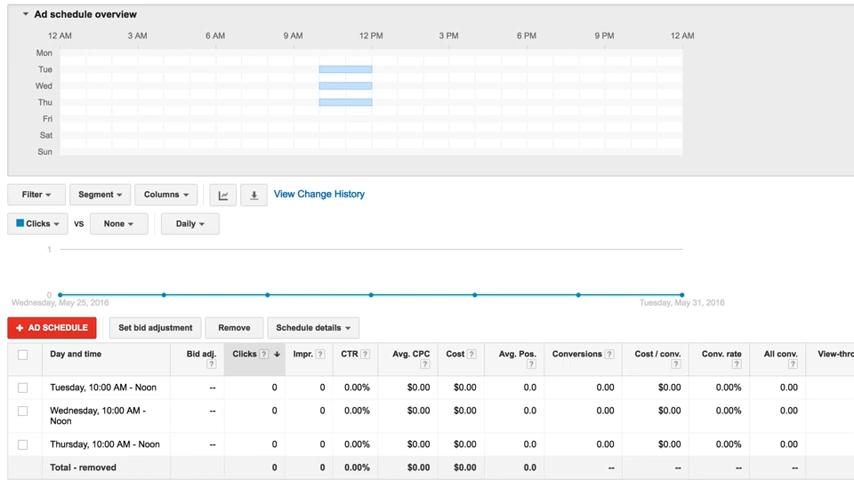 Ad schedule overview
12 AM 3 AM 6 AM 9 AM 12 PM 3 PM 6 PM 9 PM 12 AM
Mon
Tue
Wed
Thu
Fri
Sat
Sun
Filter Segment Columns View Change History
Clicks VS None Daily
1
0
Wednesday, May 25, 2016 Tuesday, May 31, 2016
+ AD SCHEDULE Set bid adjustment Remove Schedule details
Day and time Bid adj. ? Clicks ? Impr. ? CTR ? Avg. CPC ? Cost ? Avg. Pos. ? Conversions ? Cost / conv. ? Conv. rate ? All conv. ? View-thro
Tuesday, 10:00 AM - Noon -- 0 0 0.00% $0.00 $0.00 0.0 0.00 $0.00 0.00% 0.00
Wednesday, 10:00 AM - -- 0 0 0.00% $0.00 $0.00 0.0 0.00 $0.00 0.00% 0.00
Noon
Thursday, 10:00 AM - Noon -- 0 0 0.00% $0.00 $0.00 0.0 0.00 $0.00 0.00% 0.00
Total - removed 0 0 0.00% $0.00 $0.00 0.0 -- -- -- --